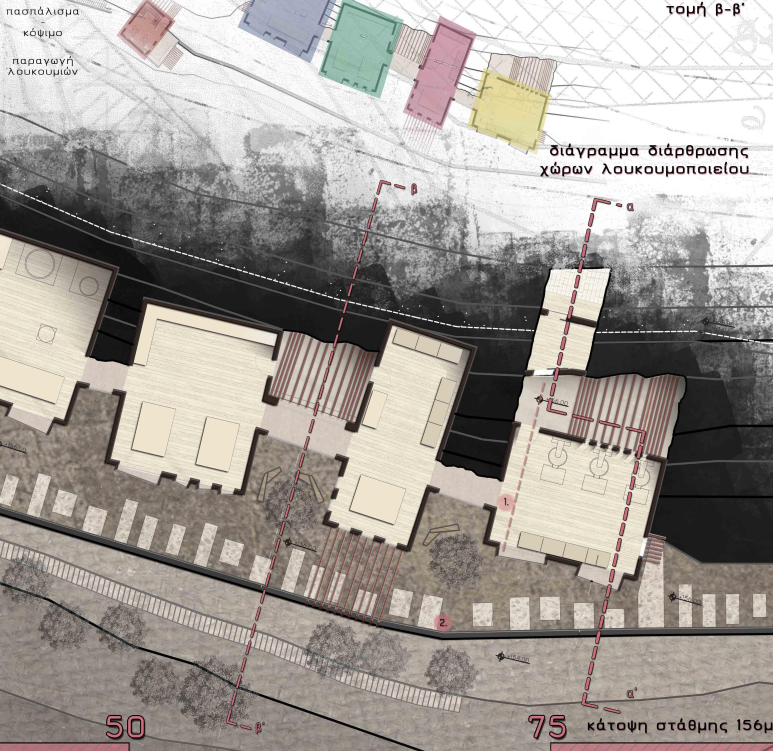 πασπάλισμα
-
κόψιμο
παραγωγή
λουκουμιών
τομή β-β'
διάγραμμα διάρθρωσης
χώρων λουκουμοποιείου
β
α
1.
2.
α'
β'
50
75
κάτοψη στάθμης 156μ